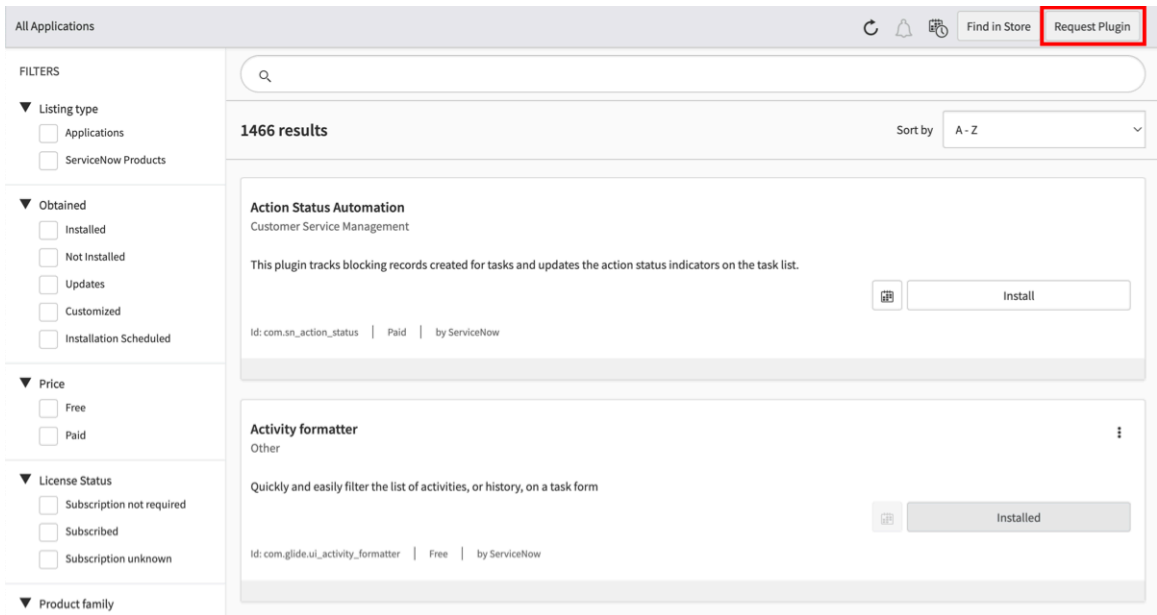 All Applications
Find in Store
Request Plugin
FILTERS
Listing type
Applications
ServiceNow Products
Obtained
Installed
Not Installed
Updates
Customized
Installation Scheduled
Price
Free
Paid
License Status
Subscription not required
Subscribed
Subscription unknown
Product family
1466 results
Sort by A - Z
Action Status Automation
Customer Service Management
This plugin tracks blocking records created for tasks and updates the action status indicators on the task list.
Install
Id: com.sn_action_status | Paid | by ServiceNow
Activity formatter
Other
Quickly and easily filter the list of activities, or history, on a task form
Installed
Id: com.glide.ui_activity_formatter | Free | by ServiceNow